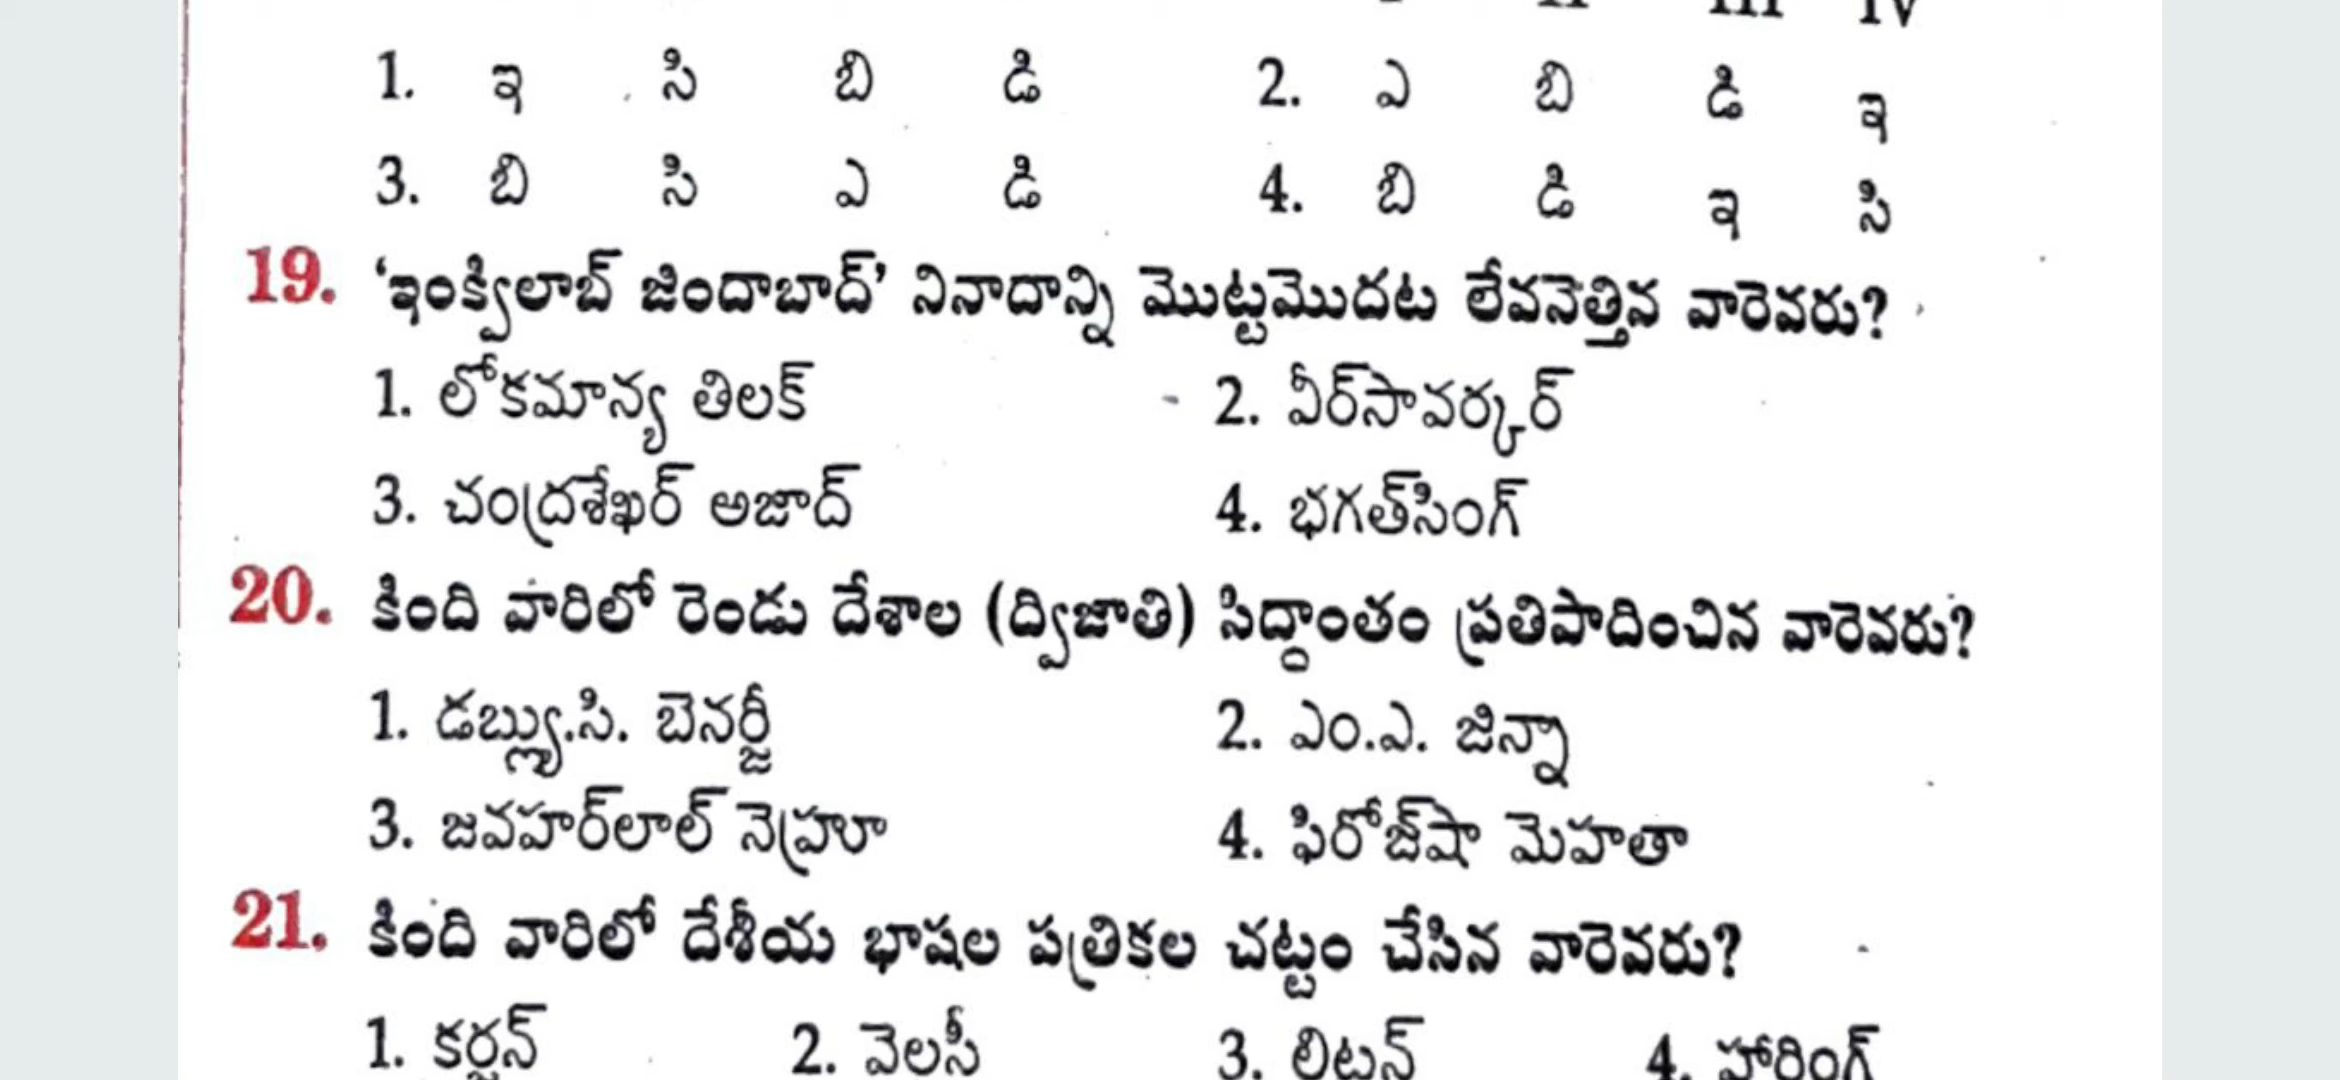 III IV
1. ఇ సి బి డి 2. ఎ బి డి ఇ
3. బి సి ఎ డి 4. బి డి ఇ సి
19. 'ఇంక్విలాబ్ జిందాబాద్' నినాదాన్ని మొట్టమొదట లేవనెత్తిన వారెవరు?
1. లోకమాన్య తిలక్ 2. వీర్‌సావర్కర్
3. చంద్రశేఖర్ అజాద్ 4. భగత్‌సింగ్
20. కింది వారిలో రెండు దేశాల (ద్విజాతి) సిద్ధాంతం ప్రతిపాదించిన వారెవరు?
1. డబ్ల్యు.సి. బెనర్జీ 2. ఎం.ఎ. జిన్నా
3. జవహర్‌లాల్ నెహ్రూ 4. ఫిరోజ్‌షా మెహతా
21. కింది వారిలో దేశీయ భాషల పత్రికల చట్టం చేసిన వారెవరు?
1. కర్జన్ 2. వెలస్లీ 3. లిటన్ 4. హార్డింగ్